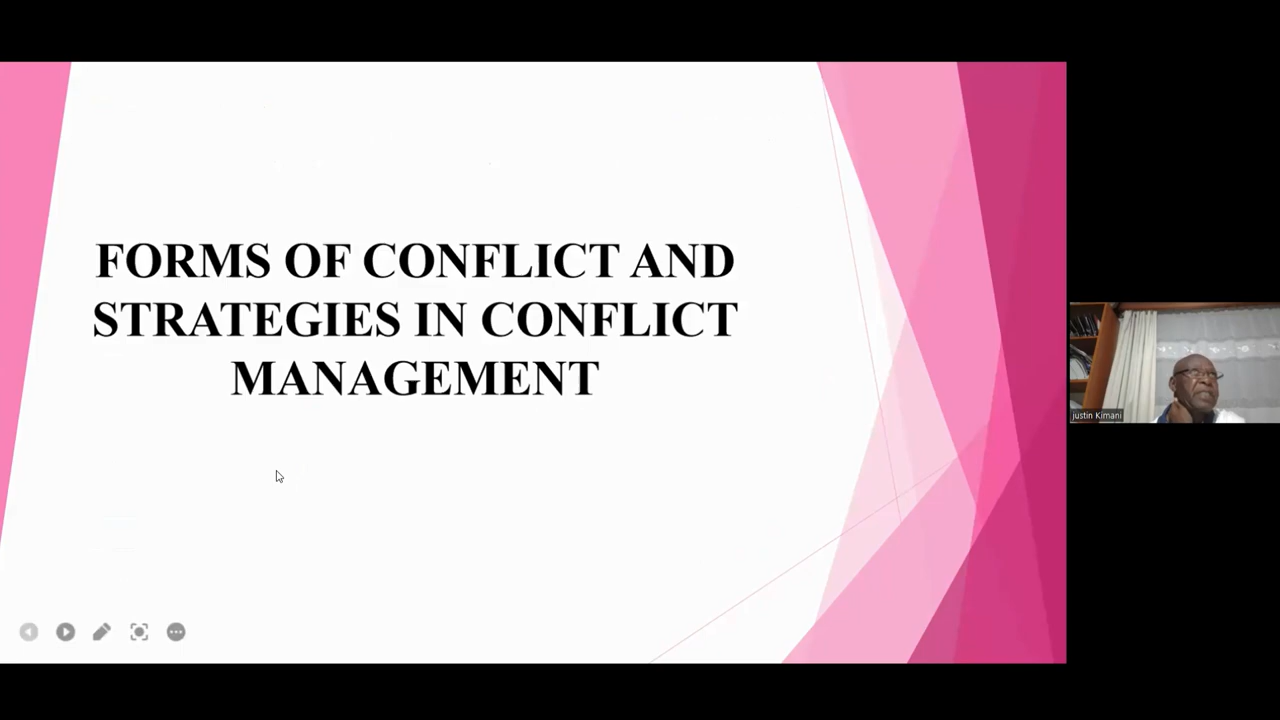 FORMS OF CONFLICT AND
STRATEGIES IN CONFLICT
MANAGEMENT
justin Kimani